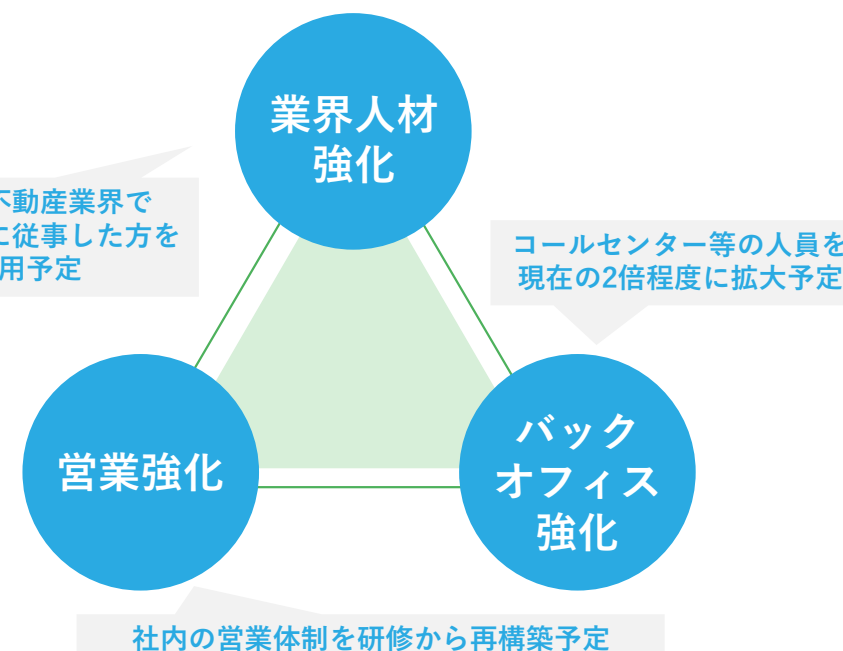 業界人材
強化
不動産業界で
に従事した方を
用予定
コールセンター等の人員を
現在の2倍程度に拡大予定
営業強化
バック
オフィス
強化
社内の営業体制を研修から再構築予定